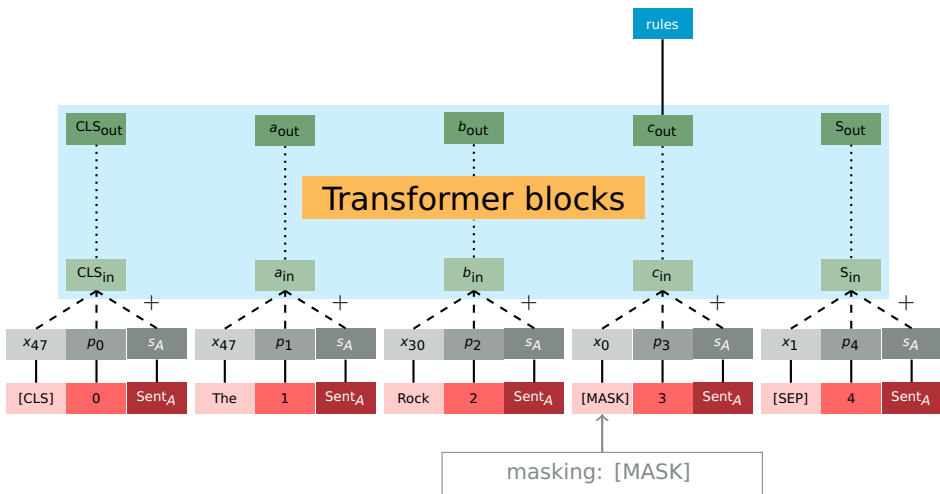 rules
CLSout aout bout cout Sout
Transformer blocks
CLSin ain bin cin Sin
+ + + + +
x47 p0 sA x47 p1 sA x30 p2 sA x0 p3 sA x1 p4 sA
[CLS] 0 SentA The 1 SentA Rock 2 SentA [MASK] 3 SentA [SEP] 4 SentA
masking: [MASK]